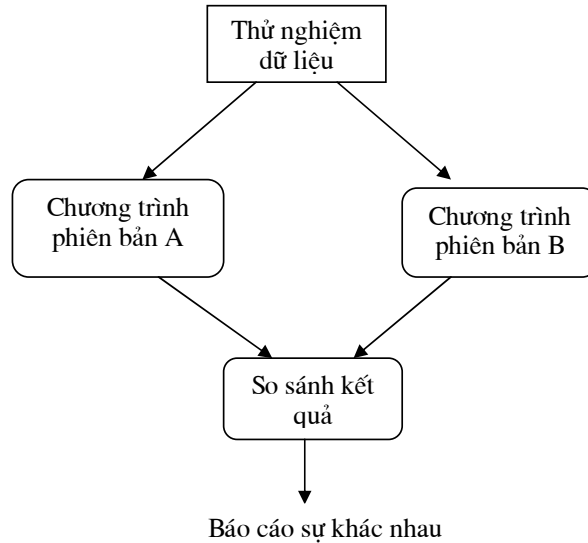 Thử nghiệm
dữ liệu
Chương trình
phiên bản A
Chương trình
phiên bản B
So sánh kết
quả
Báo cáo sự khác nhau